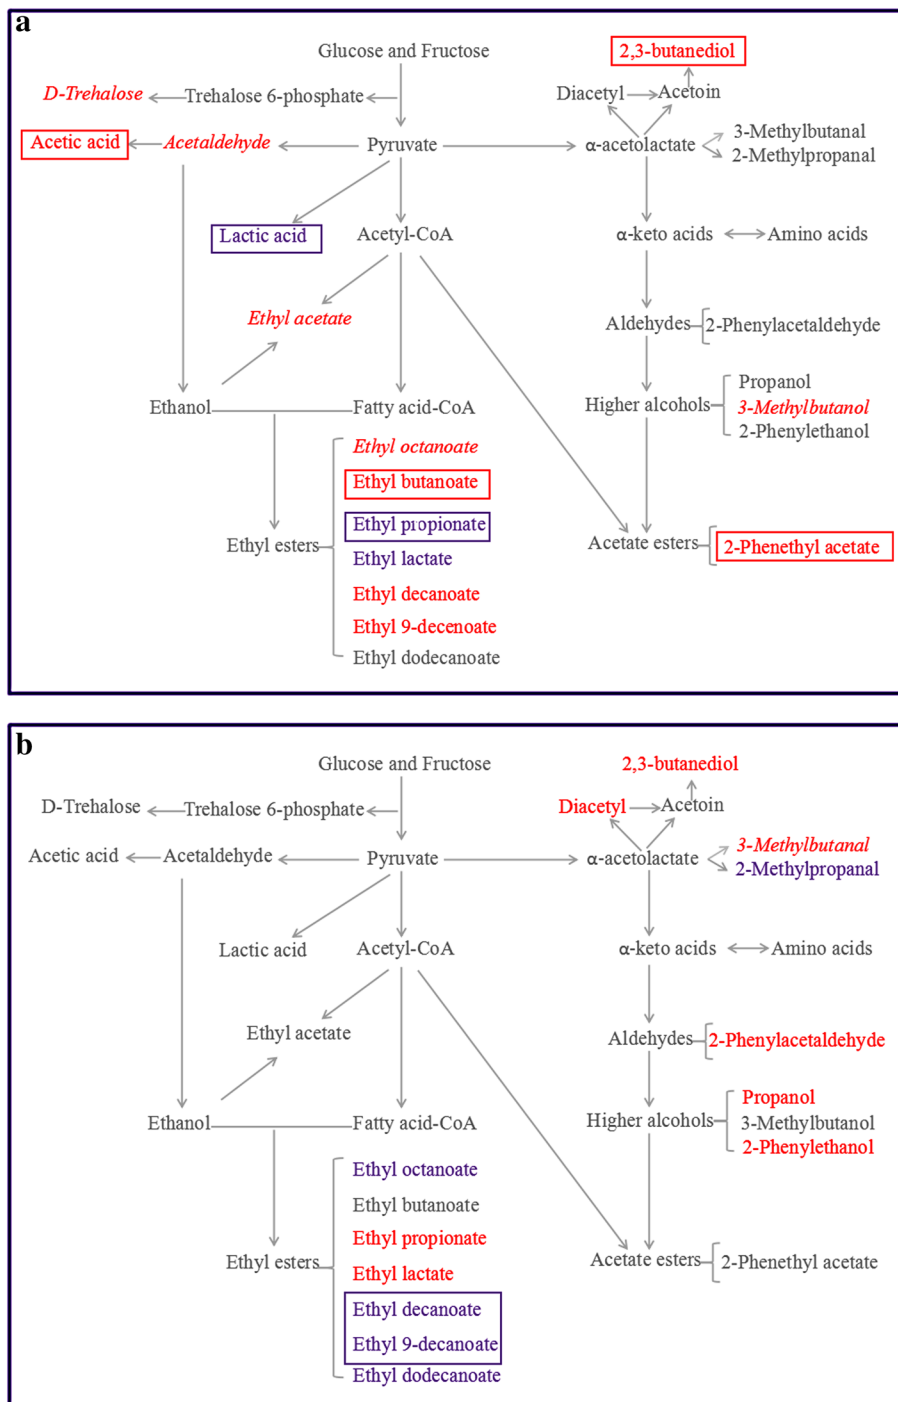 a
Glucose and Fructose
2,3-butanediol
D-Trehalose
Trehalose 6-phosphate
Diacetyl
Acetoin
Acetic acid
Acetaldehyde
Pyruvate
α-acetolactate
3-Methylbutanal
2-Methylpropanal
Lactic acid
Acetyl-CoA
α-keto acids
Amino acids
Ethyl acetate
Aldehydes
2-Phenylacetaldehyde
Ethanol
Fatty acid-CoA
Higher alcohols
Propanol
3-Methylbutanol
2-Phenylethanol
Ethyl esters
Ethyl octanoate
Ethyl butanoate
Ethyl propionate
Ethyl lactate
Ethyl decanoate
Ethyl 9-decenoate
Ethyl dodecanoate
Acetate esters
2-Phenethyl acetate
b
Glucose and Fructose
2,3-butanediol
D-Trehalose
Trehalose 6-phosphate
Diacetyl
Acetoin
Acetic acid
Acetaldehyde
Pyruvate
α-acetolactate
3-Methylbutanal
2-Methylpropanal
Lactic acid
Acetyl-CoA
α-keto acids
Amino acids
Ethyl acetate
Aldehydes
2-Phenylacetaldehyde
Ethanol
Fatty acid-CoA
Higher alcohols
Propanol
3-Methylbutanol
2-Phenylethanol
Ethyl esters
Ethyl octanoate
Ethyl butanoate
Ethyl propionate
Ethyl lactate
Ethyl decanoate
Ethyl 9-decanoate
Ethyl dodecanoate
Acetate esters
2-Phenethyl acetate